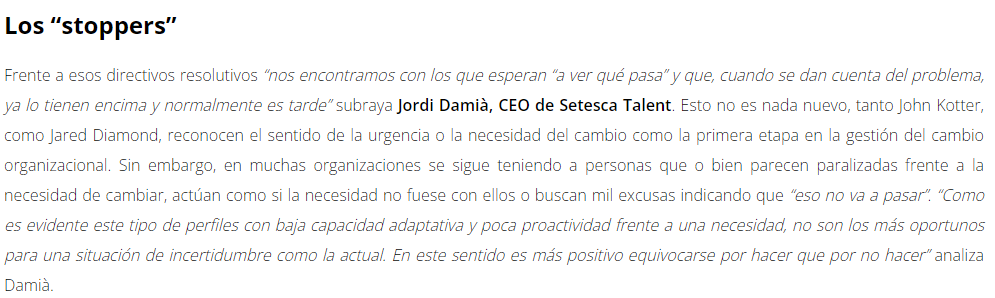 Los “stoppers”
Frente a esos directivos resolutivos “nos encontramos con los que esperan “a ver qué pasa” y que, cuando se dan cuenta del problema,
ya lo tienen encima y normalmente es tarde” subraya Jordi Damià, CEO de Setesca Talent. Esto no es nada nuevo, tanto John Kotter,
como Jared Diamond, reconocen el sentido de la urgencia o la necesidad del cambio como la primera etapa en la gestión del cambio
organizacional. Sin embargo, en muchas organizaciones se sigue teniendo a personas que o bien parecen paralizadas frente a la
necesidad de cambiar, actúan como si la necesidad no fuese con ellos o buscan mil excusas indicando que “eso no va a pasar”. “Como
es evidente este tipo de perfiles con baja capacidad adaptativa y poca proactividad frente a una necesidad, no son los más oportunos
para una situación de incertidumbre como la actual. En este sentido es más positivo equivocarse por hacer que por no hacer” analiza
Damià.